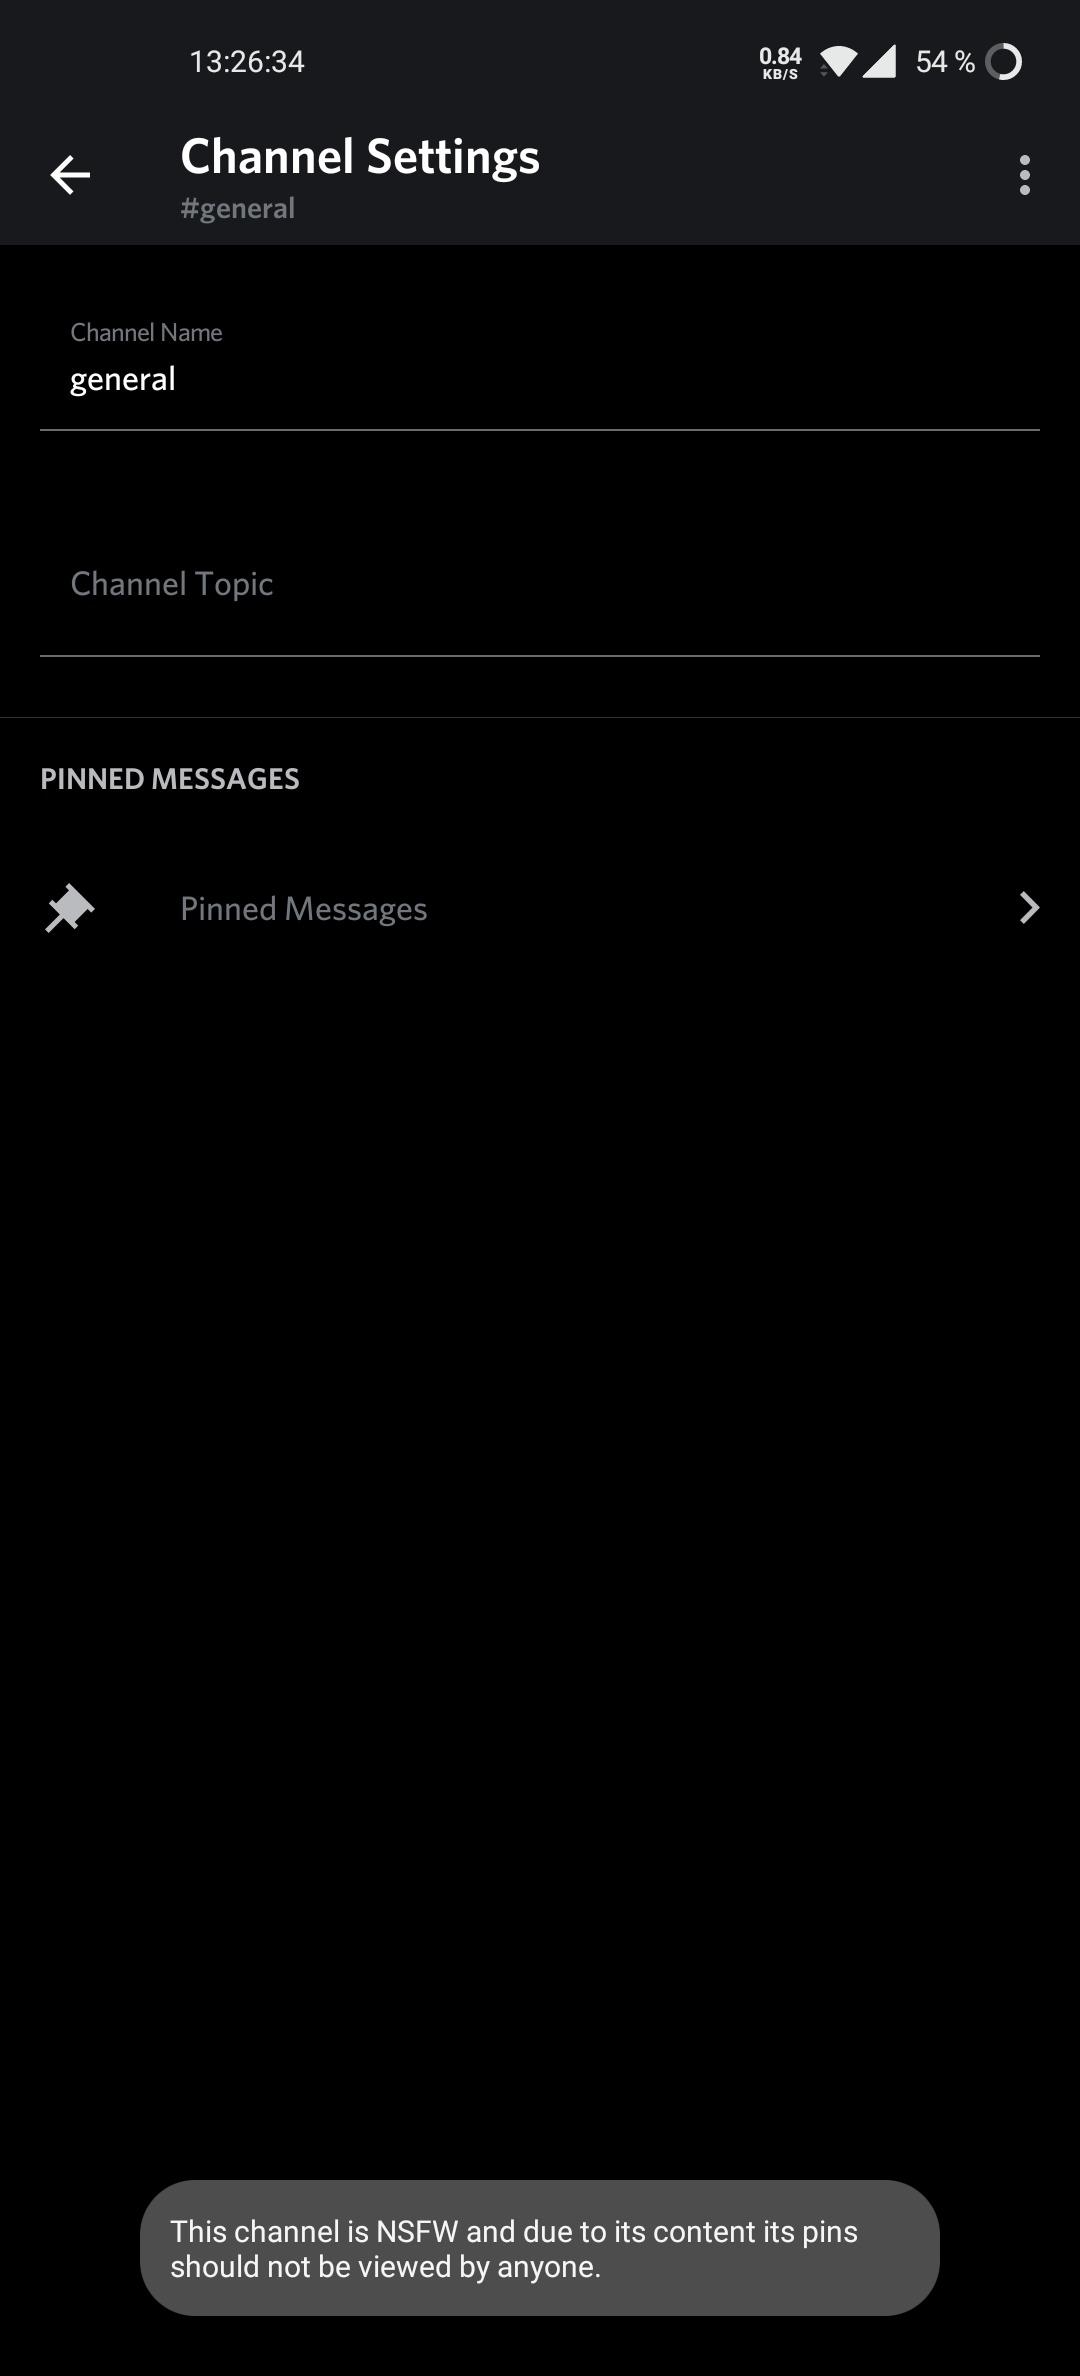 13:26:34
0.84
KB/S
54 %
Channel Settings
#general
Channel Name
general
Channel Topic
PINNED MESSAGES
Pinned Messages
This channel is NSFW and due to its content its pins
should not be viewed by anyone.